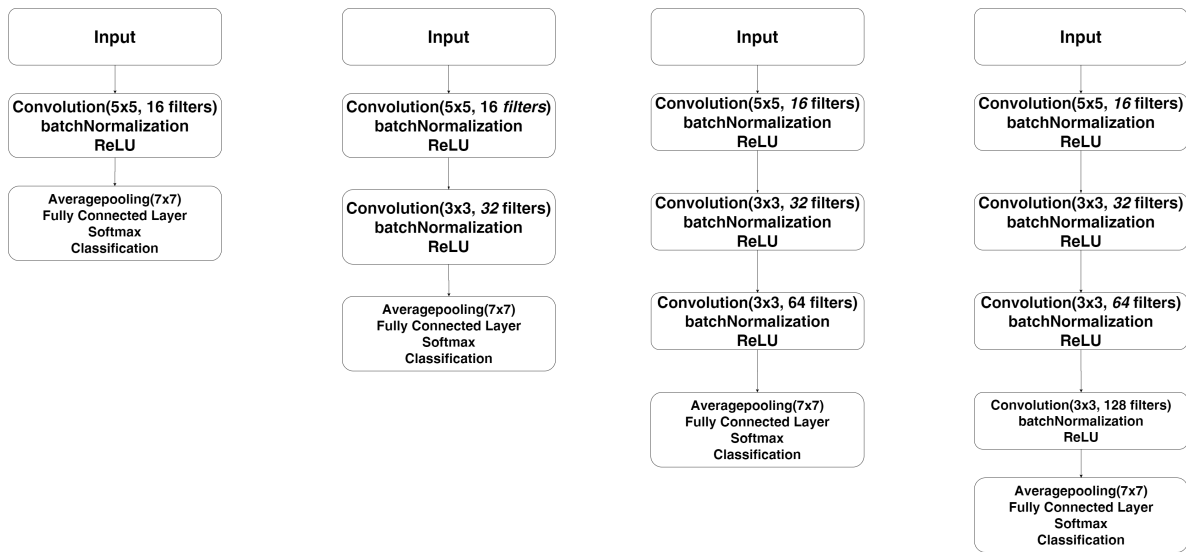 Input
Convolution(5x5, 16 filters)
batchNormalization
ReLU
Averagepooling(7x7)
Fully Connected Layer
Softmax
Classification
Input
Convolution(5x5, 16 filters)
batchNormalization
ReLU
Convolution(3x3, 32 filters)
batchNormalization
ReLU
Averagepooling(7x7)
Fully Connected Layer
Softmax
Classification
Input
Convolution(5x5, 16 filters)
batchNormalization
ReLU
Convolution(3x3, 32 filters)
batchNormalization
ReLU
Convolution(3x3, 64 filters)
batchNormalization
ReLU
Averagepooling(7x7)
Fully Connected Layer
Softmax
Classification
Input
Convolution(5x5, 16 filters)
batchNormalization
ReLU
Convolution(3x3, 32 filters)
batchNormalization
ReLU
Convolution(3x3, 64 filters)
batchNormalization
ReLU
Convolution(3x3, 128 filters)
batchNormalization
ReLU
Averagepooling(7x7)
Fully Connected Layer
Softmax
Classification